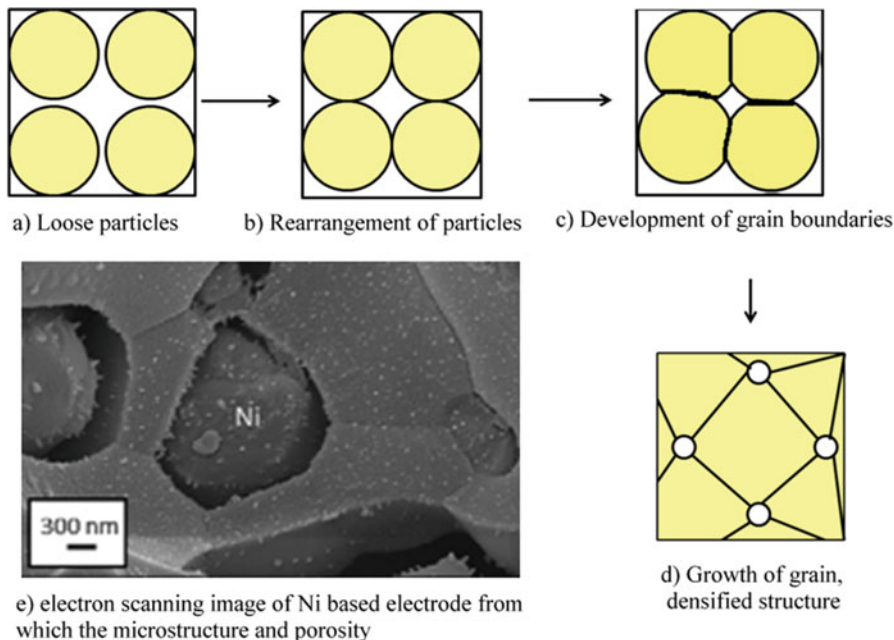 a) Loose particles
b) Rearrangement of particles
c) Development of grain boundaries
Ni
300 nm
d) Growth of grain,
densified structure
e) electron scanning image of Ni based electrode from
which the microstructure and porosity